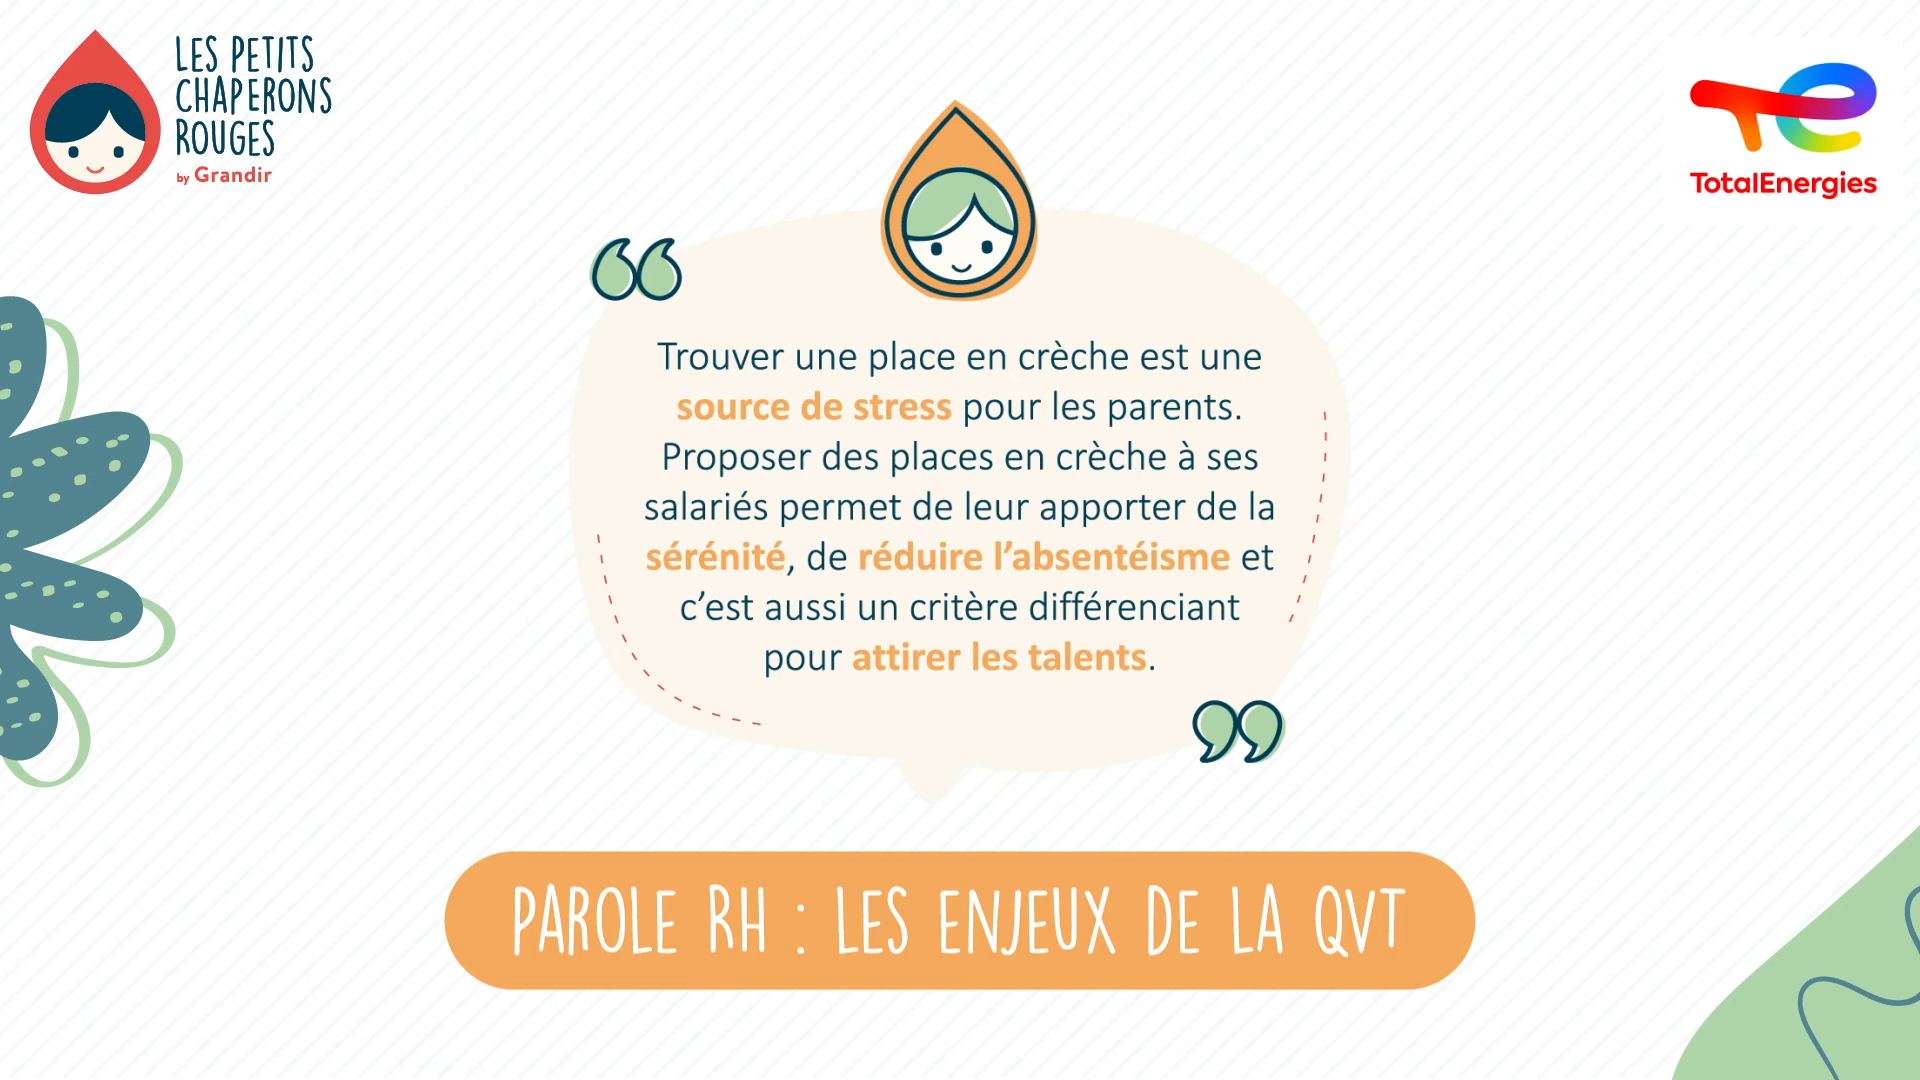 LES PETITS
CHAPERONS
ROUGES
by Grandir
TotalEnergies
Trouver une place en crèche est une
source de stress pour les parents.
Proposer des places en crèche à ses
salariés permet de leur apporter de la
sérénité, de réduire l’absentéisme et
c’est aussi un critère différenciant
pour attirer les talents.
PAROLE RH : LES ENJEUX DE LA QVT